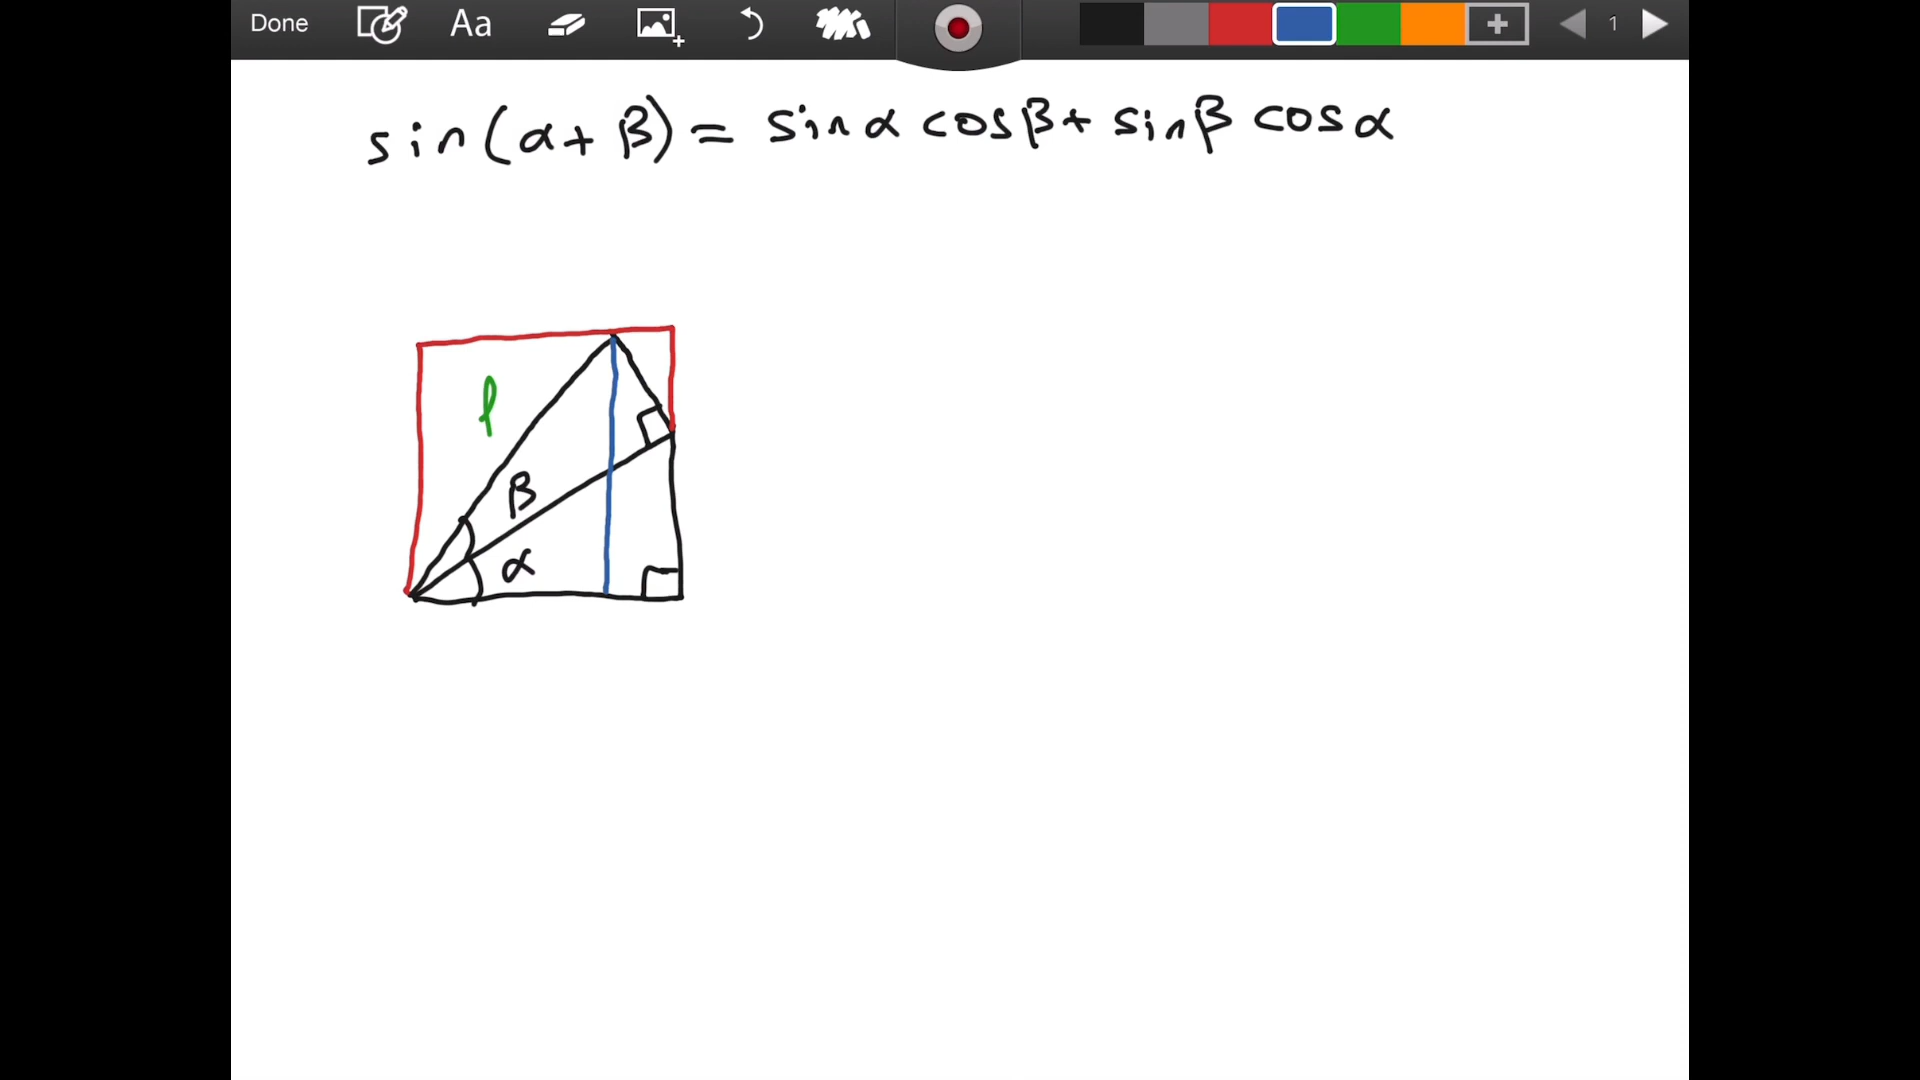 Done Aa 1
sin(α+β)= sinα cosβ+ sinβ cosα
β
α